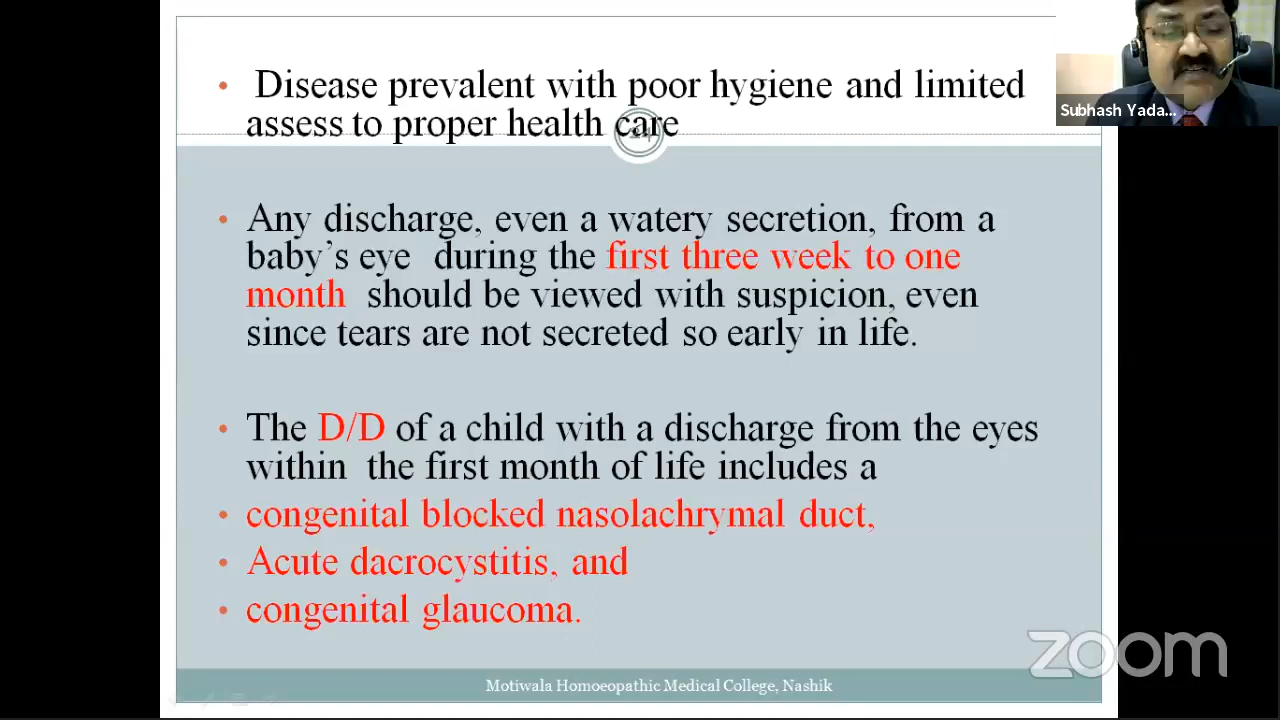 • Disease prevalent with poor hygiene and limited
assess to proper health care
• Any discharge, even a watery secretion, from a
baby's eye during the first three week to one
month should be viewed with suspicion, even
since tears are not secreted so early in life.
• The D/D of a child with a discharge from the eyes
within the first month of life includes a
• congenital blocked nasolachrymal duct,
• Acute dacrocystitis, and
• congenital glaucoma.
Motiwala Homoeopathic Medical College, Nashik
Subhash Yada...
zoom